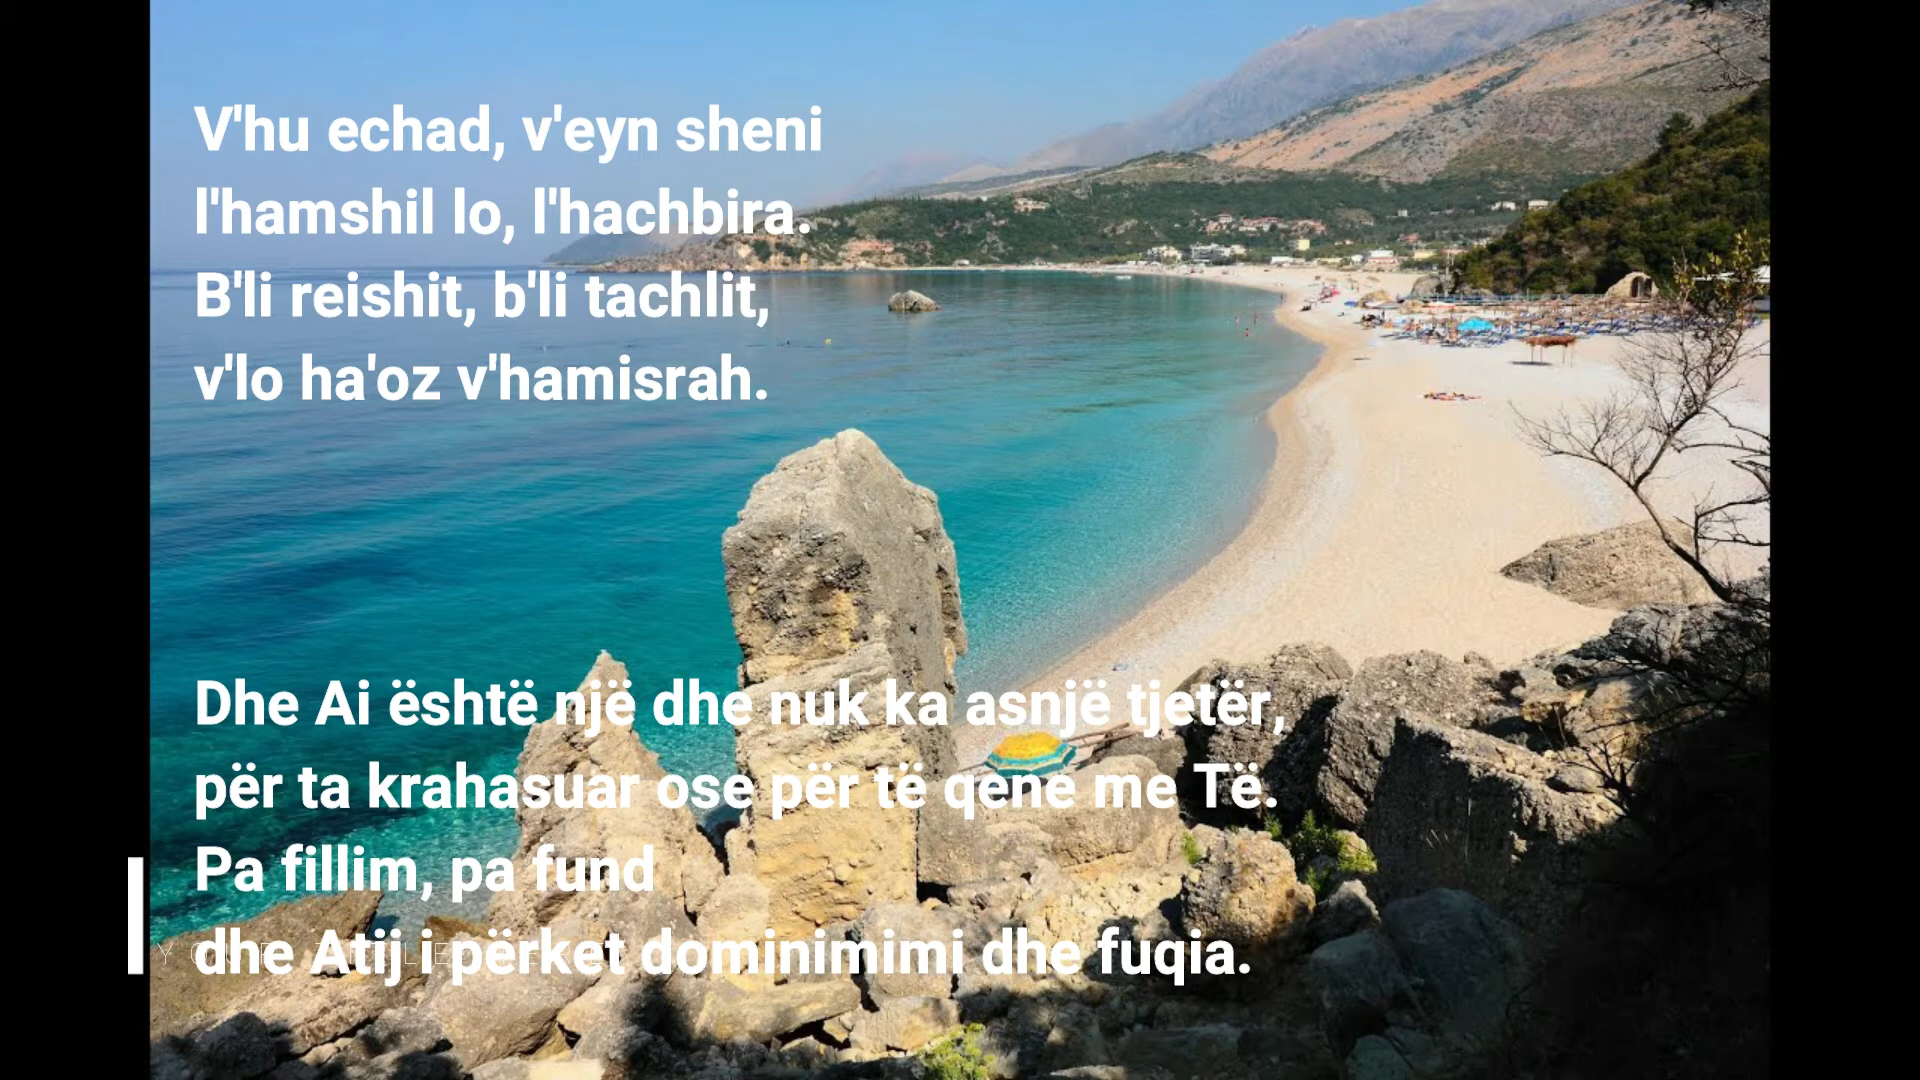 V'hu echad, v'eyn sheni
l'hamshil lo, l'hachbira.
B'li reishit, b'li tachlit,
v'lo ha'oz v'hamisrah.
Dhe Ai është një dhe nuk ka asnjë tjetër,
për ta krahasuar ose për të qenë me Të.
Pa fillim, pa fund
dhe Atij i përket dominimimi dhe fuqia.